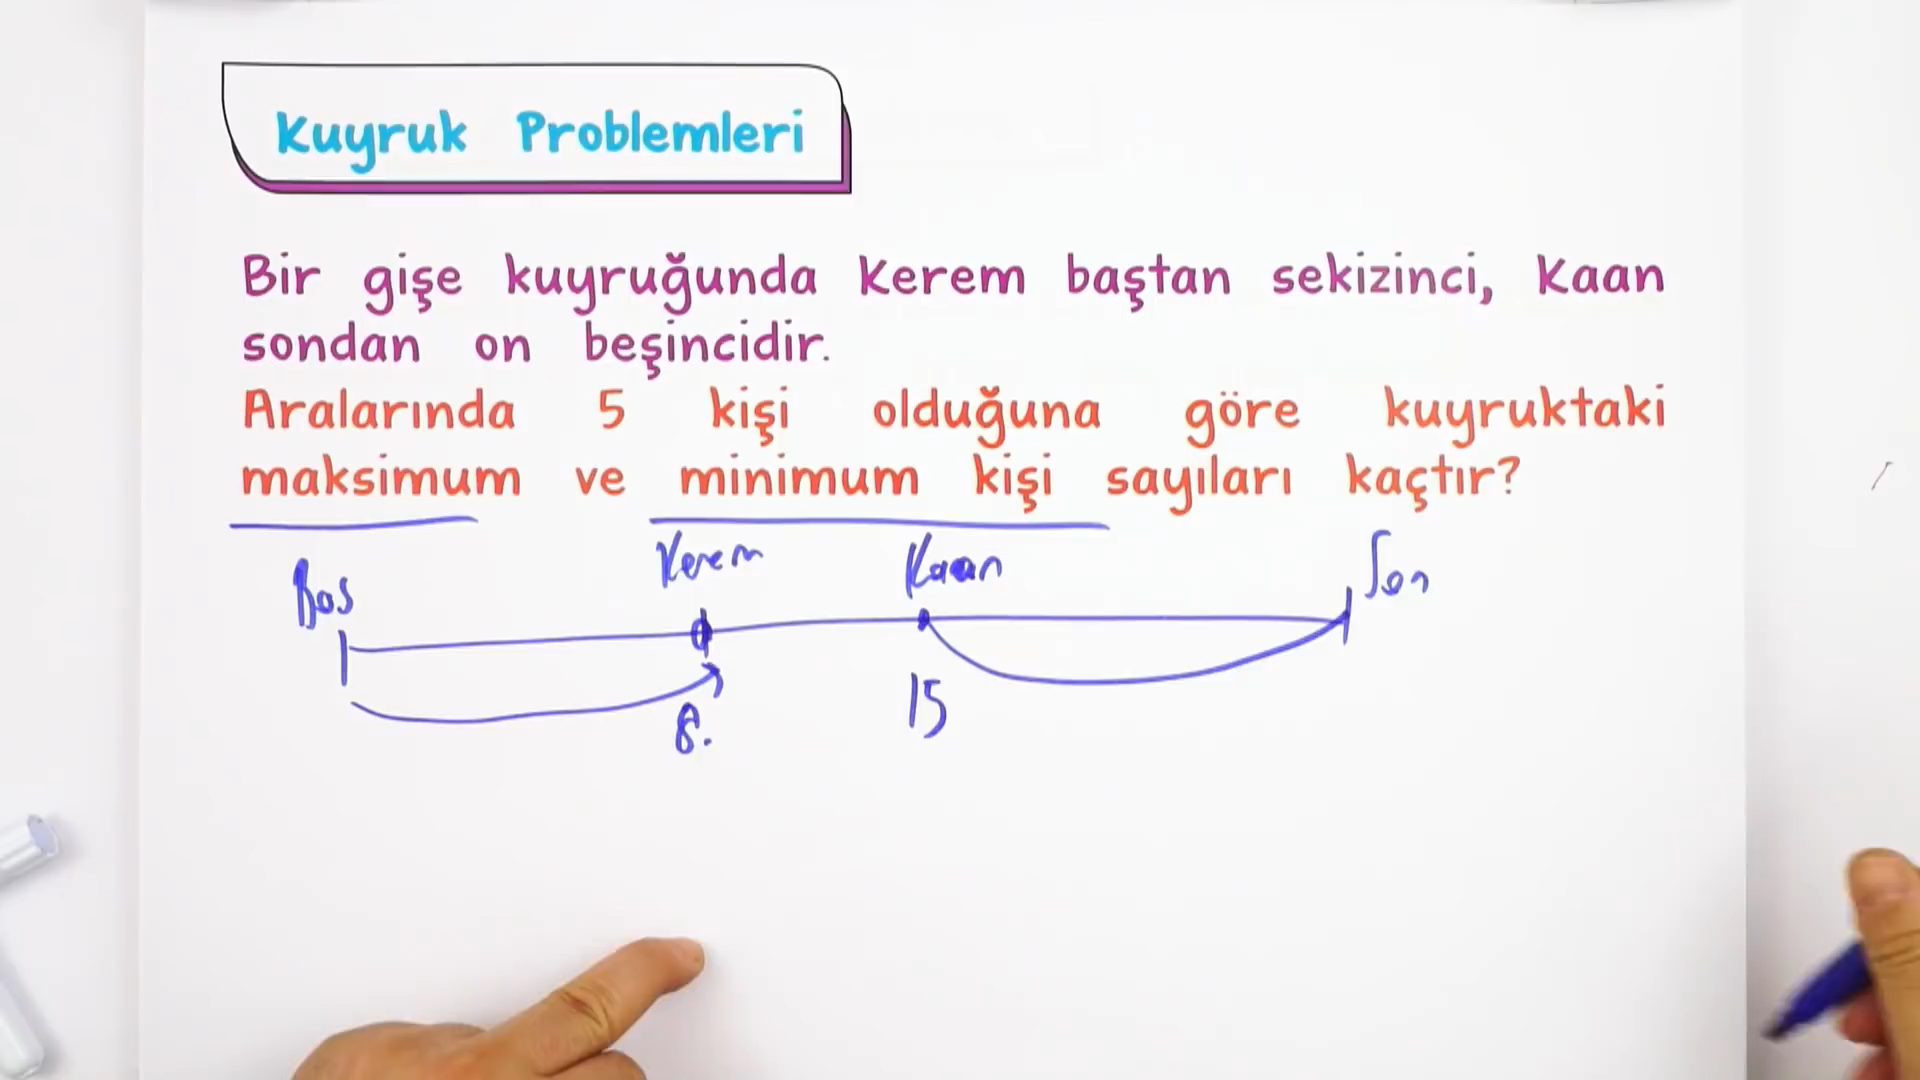 Kuyruk Problemleri
Bir gişe kuyruğunda Kerem baştan sekizinci, Kaan
sondan on beşincidir.
Aralarında 5 kişi olduğuna göre kuyruktaki
maksimum ve minimum kişi sayıları kaçtır?
Bas Kerem Kaan Son
8. 15